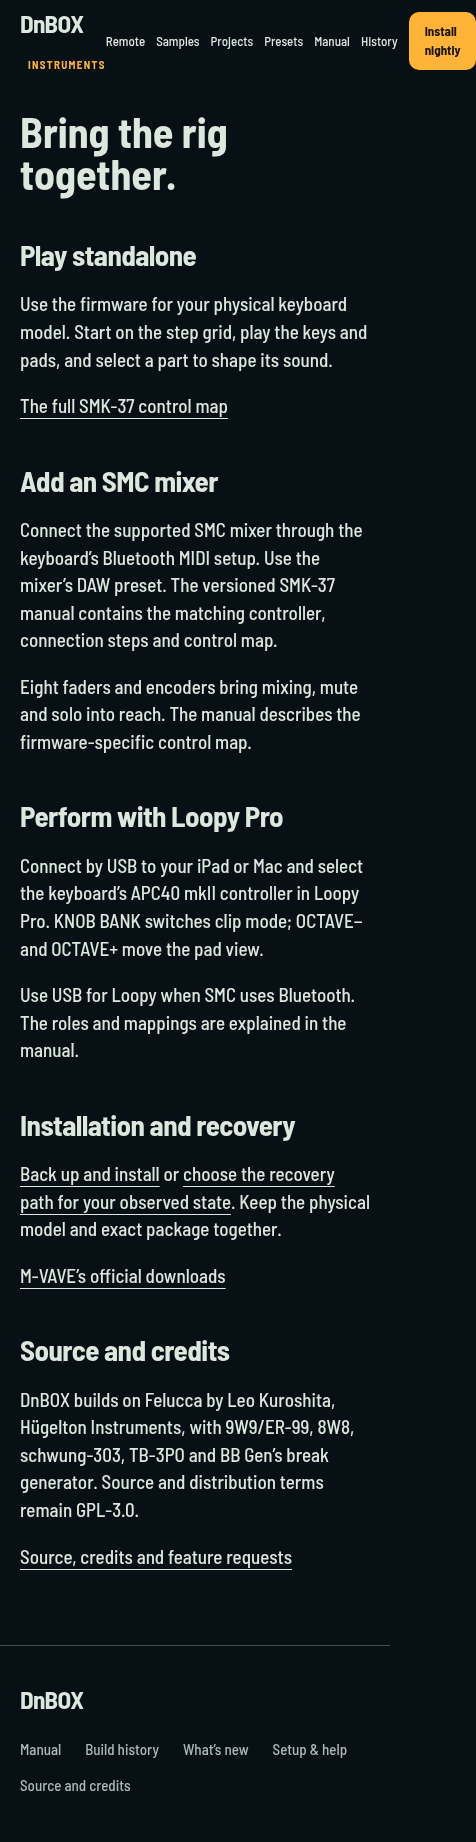 DnBOX
INSTRUMENTS
Remote Samples Projects Presets Manual History
Install
nightly
Bring the rig
together.
Play standalone
Use the firmware for your physical keyboard
model. Start on the step grid, play the keys and
pads, and select a part to shape its sound.
The full SMK-37 control map
Add an SMC mixer
Connect the supported SMC mixer through the
keyboard’s Bluetooth MIDI setup. Use the
mixer’s DAW preset. The versioned SMK-37
manual contains the matching controller,
connection steps and control map.
Eight faders and encoders bring mixing, mute
and solo into reach. The manual describes the
firmware-specific control map.
Perform with Loopy Pro
Connect by USB to your iPad or Mac and select
the keyboard’s APC40 mkII controller in Loopy
Pro. KNOB BANK switches clip mode; OCTAVE−
and OCTAVE+ move the pad view.
Use USB for Loopy when SMC uses Bluetooth.
The roles and mappings are explained in the
manual.
Installation and recovery
Back up and install or choose the recovery
path for your observed state. Keep the physical
model and exact package together.
M-VAVE’s official downloads
Source and credits
DnBOX builds on Felucca by Leo Kuroshita,
Hügelton Instruments, with 9W9/ER-99, 8W8,
schwung-303, TB-3PO and BB Gen’s break
generator. Source and distribution terms
remain GPL-3.0.
Source, credits and feature requests
DnBOX
Manual Build history What’s new Setup & help
Source and credits